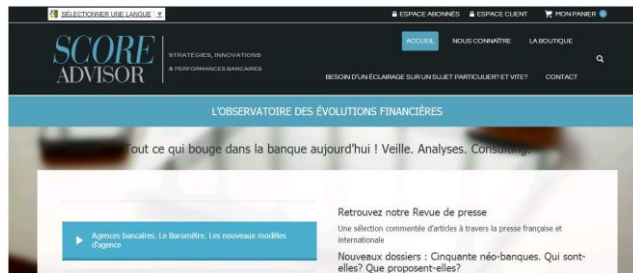 SÉLECTIONNER UNE LANGUE ▼
ESPACE ABONNÉS ESPACE CLIENT MON PANIER
SCORE
ADVISOR
STRATÉGIES, INNOVATIONS
& PERFORMANCES BANCAIRES
ACCUEIL NOUS CONNAÎTRE LA BOUTIQUE
BESOIN D'UN ÉCLAIRAGE SUR UN SUJET PARTICULIER? ET VITE? CONTACT
L'OBSERVATOIRE DES ÉVOLUTIONS FINANCIÈRES
Tout ce qui bouge dans la banque aujourd'hui ! Veille. Analyses. Consulting.
Agences bancaires. Le Baromètre. Les nouveaux modèles
d'agence
Retrouvez notre Revue de presse
Une sélection commentée d'articles à travers la presse française et
internationale
Nouveaux dossiers : Cinquante néo-banques. Qui sont-
elles? Que proposent-elles?